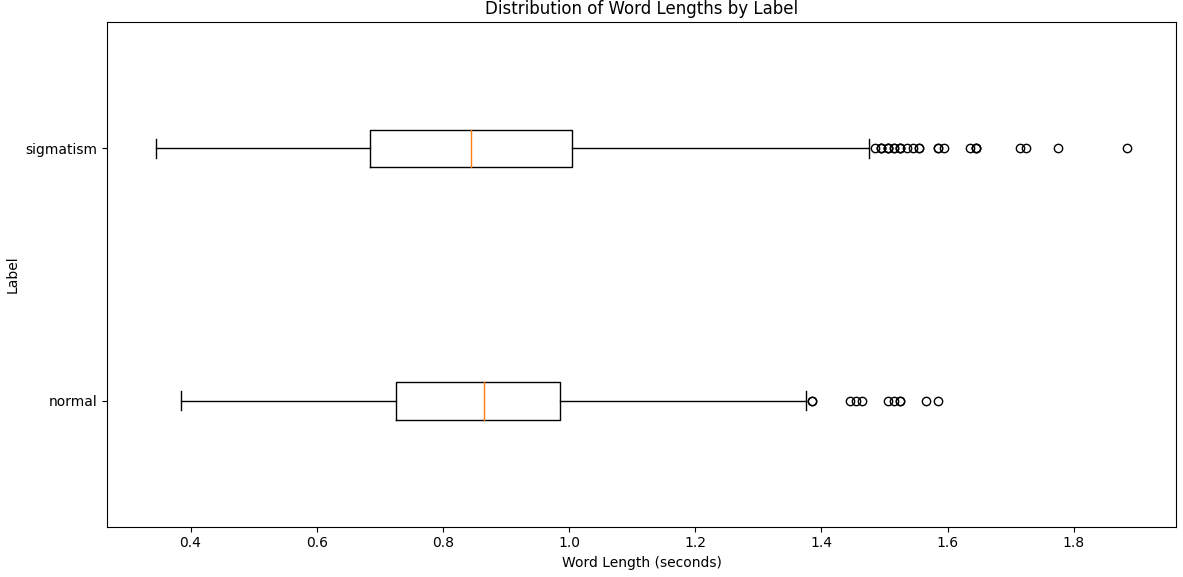 Distribution of Word Lengths by Label
sigmatism
Label
normal
0.4 0.6 0.8 1.0 1.2 1.4 1.6 1.8
Word Length (seconds)